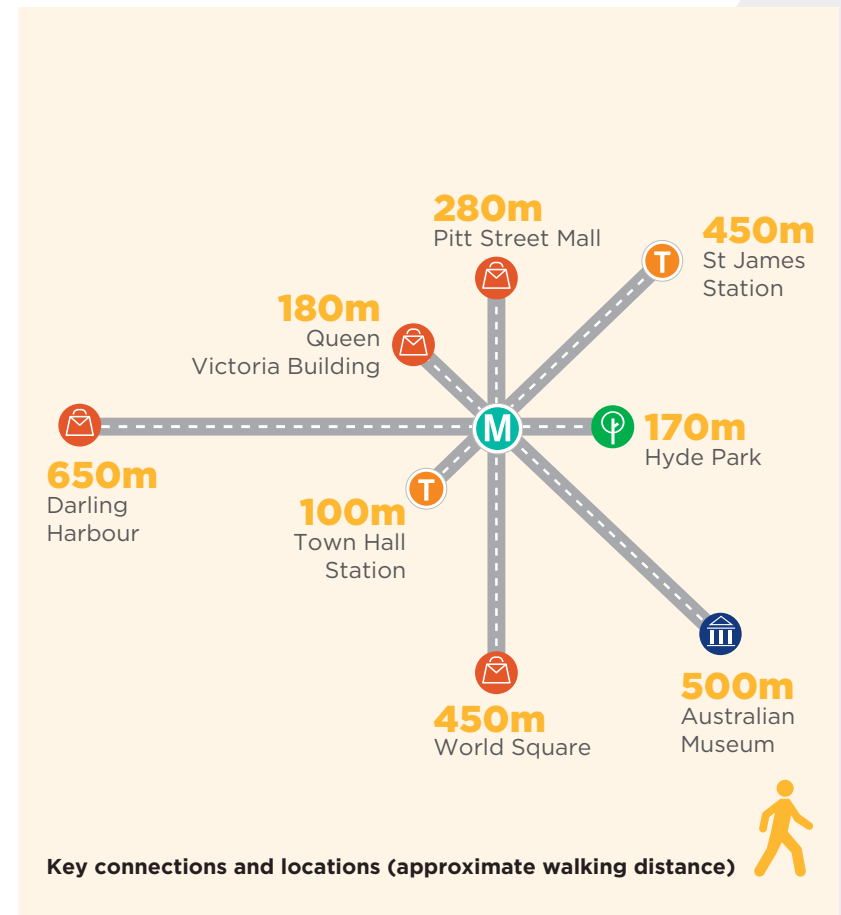 280m
Pitt Street Mall
450m
St James
Station
180m
Queen
Victoria Building
T
M
170m
Hyde Park
650m
Darling
Harbour
T
100m
Town Hall
Station
500m
Australian
Museum
450m
World Square
Key connections and locations (approximate walking distance)